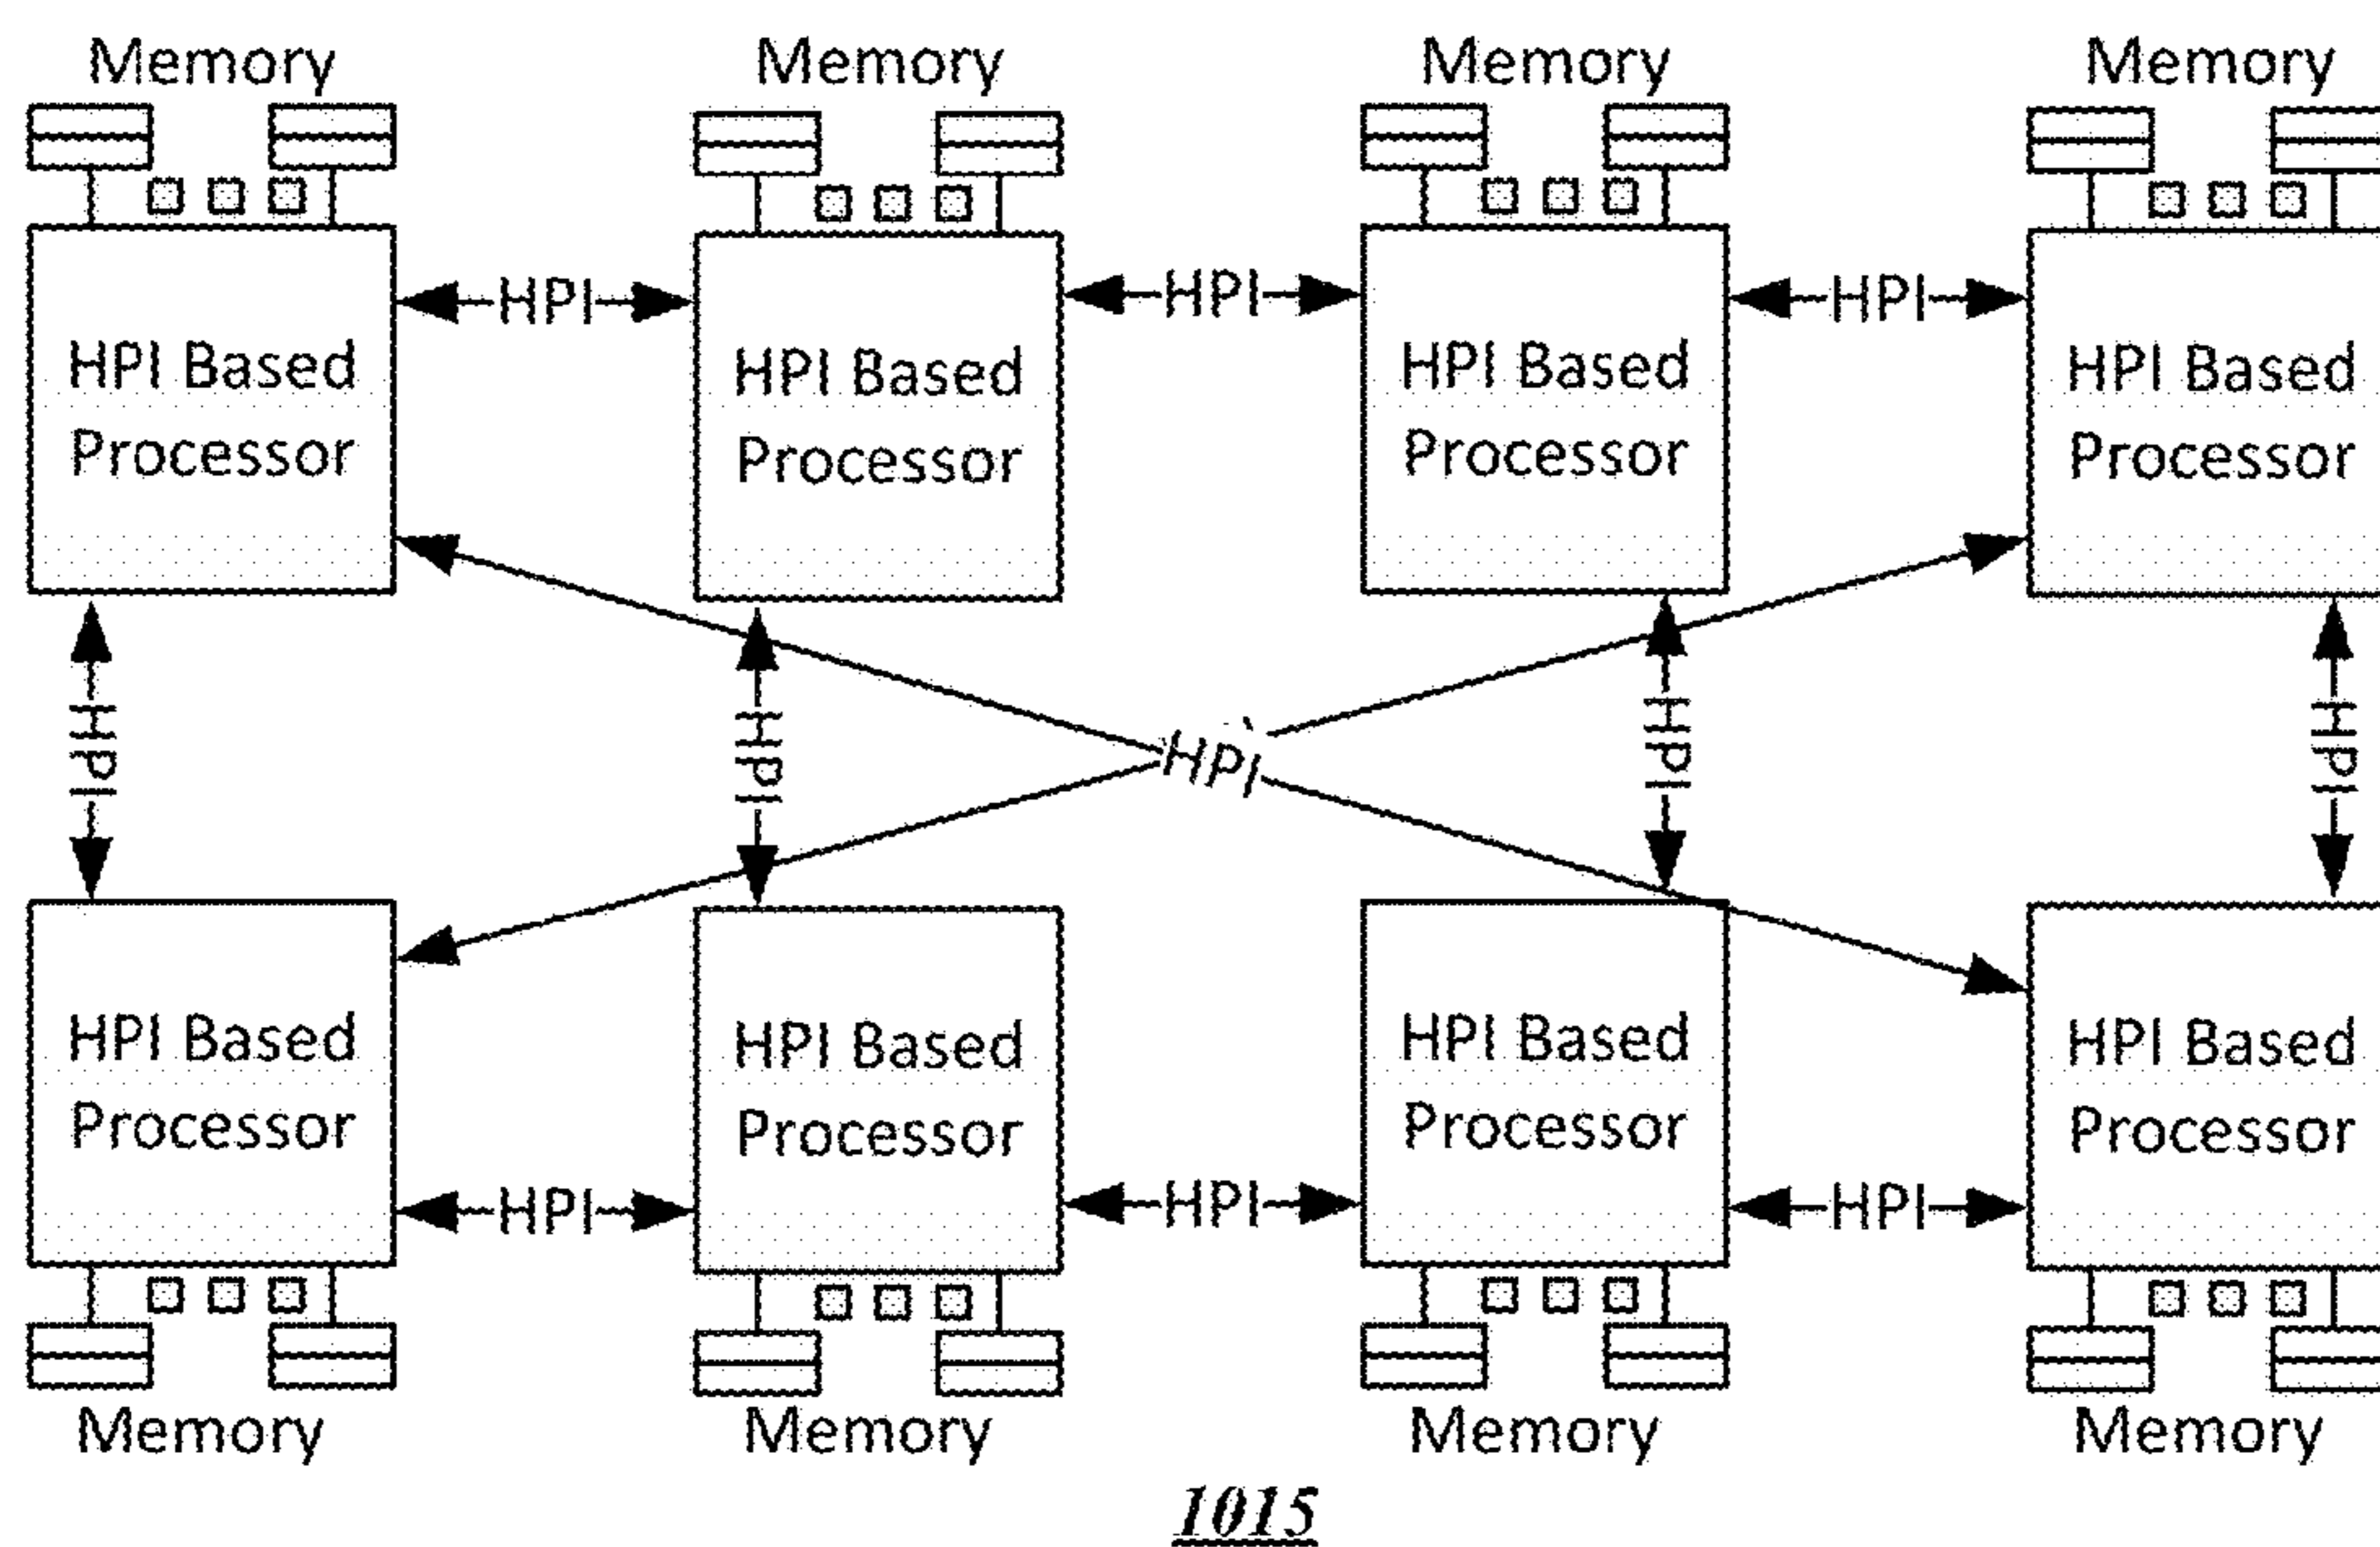 Memory Memory Memory Memory
HPI HPI HPI
HPI Based
Processor
HPI Based
Processor
HPI Based
Processor
HPI Based
Processor
HPI HPI HPI HPI HPI
HPI Based
Processor
HPI Based
Processor
HPI Based
Processor
HPI Based
Processor
HPI HPI HPI
Memory Memory Memory Memory
1015